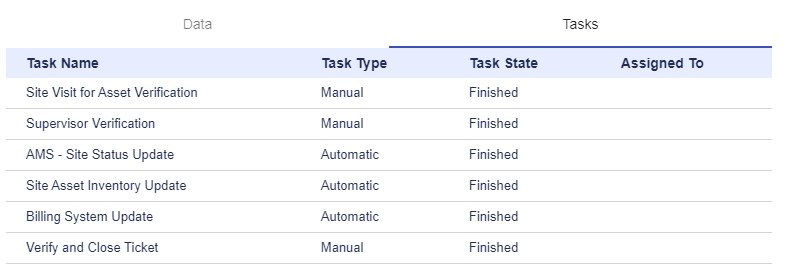 Data Tasks
Task Name Task Type Task State Assigned To
Site Visit for Asset Verification Manual Finished
Supervisor Verification Manual Finished
AMS - Site Status Update Automatic Finished
Site Asset Inventory Update Automatic Finished
Billing System Update Automatic Finished
Verify and Close Ticket Manual Finished